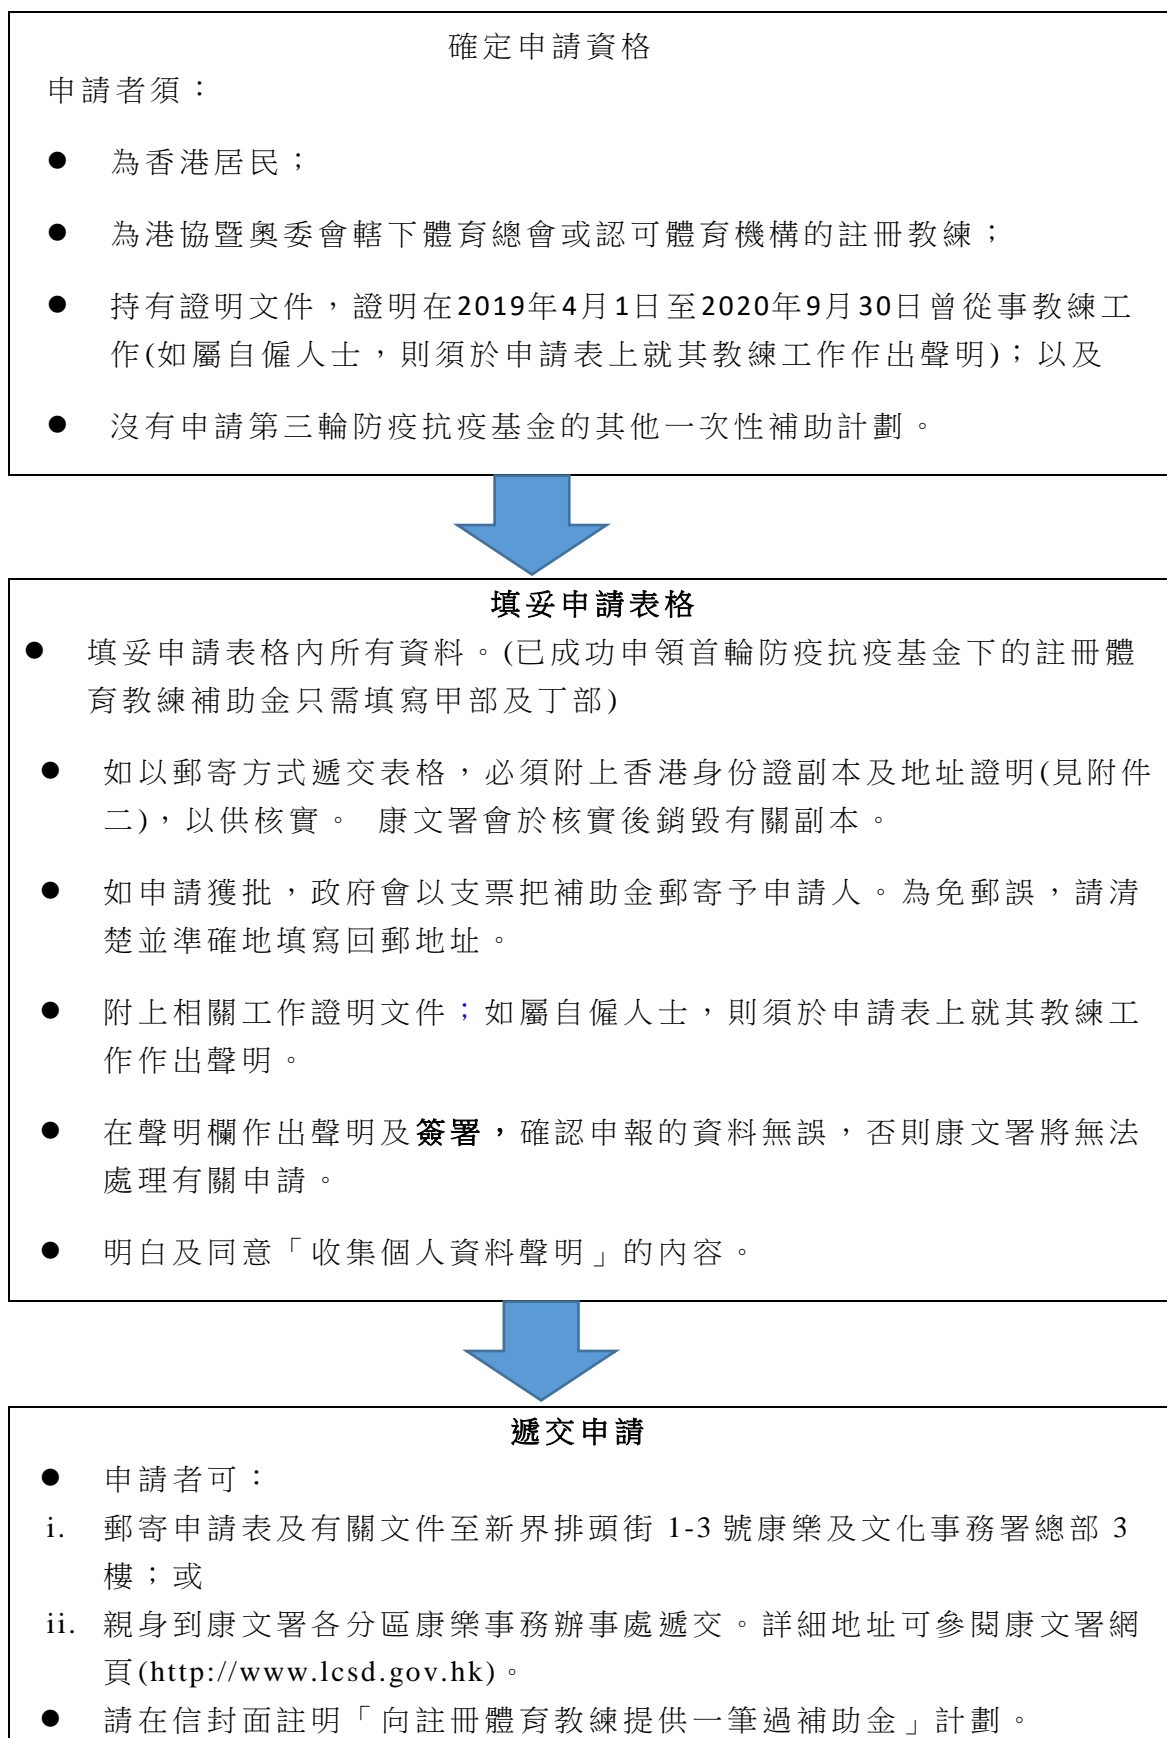 確定申請資格
申請者須：
● 為香港居民；
● 為港協暨奧委會轄下體育總會或認可體育機構的註冊教練；
● 持有證明文件，證明在2019年4月1日至2020年9月30日曾從事教練工
作(如屬自僱人士，則須於申請表上就其教練工作作出聲明)；以及
● 沒有申請第三輪防疫抗疫基金的其他一次性補助計劃。
填妥申請表格
● 填妥申請表格內所有資料。(已成功申領首輪防疫抗疫基金下的註冊體
育教練補助金只需填寫甲部及丁部)
● 如以郵寄方式遞交表格，必須附上香港身份證副本及地址證明(見附件
二)，以供核實。 康文署會於核實後銷毀有關副本。
● 如申請獲批，政府會以支票把補助金郵寄予申請人。為免郵誤，請清
楚並準確地填寫回郵地址。
● 附上相關工作證明文件；如屬自僱人士，則須於申請表上就其教練工
作作出聲明。
● 在聲明欄作出聲明及簽署，確認申報的資料無誤，否則康文署將無法
處理有關申請。
● 明白及同意「收集個人資料聲明」的內容。
遞交申請
● 申請者可：
i. 郵寄申請表及有關文件至新界排頭街 1-3 號康樂及文化事務署總部 3
樓；或
ii. 親身到康文署各分區康樂事務辦事處遞交。詳細地址可參閱康文署網
頁(http://www.lcsd.gov.hk)。
● 請在信封面註明「向註冊體育教練提供一筆過補助金」計劃。